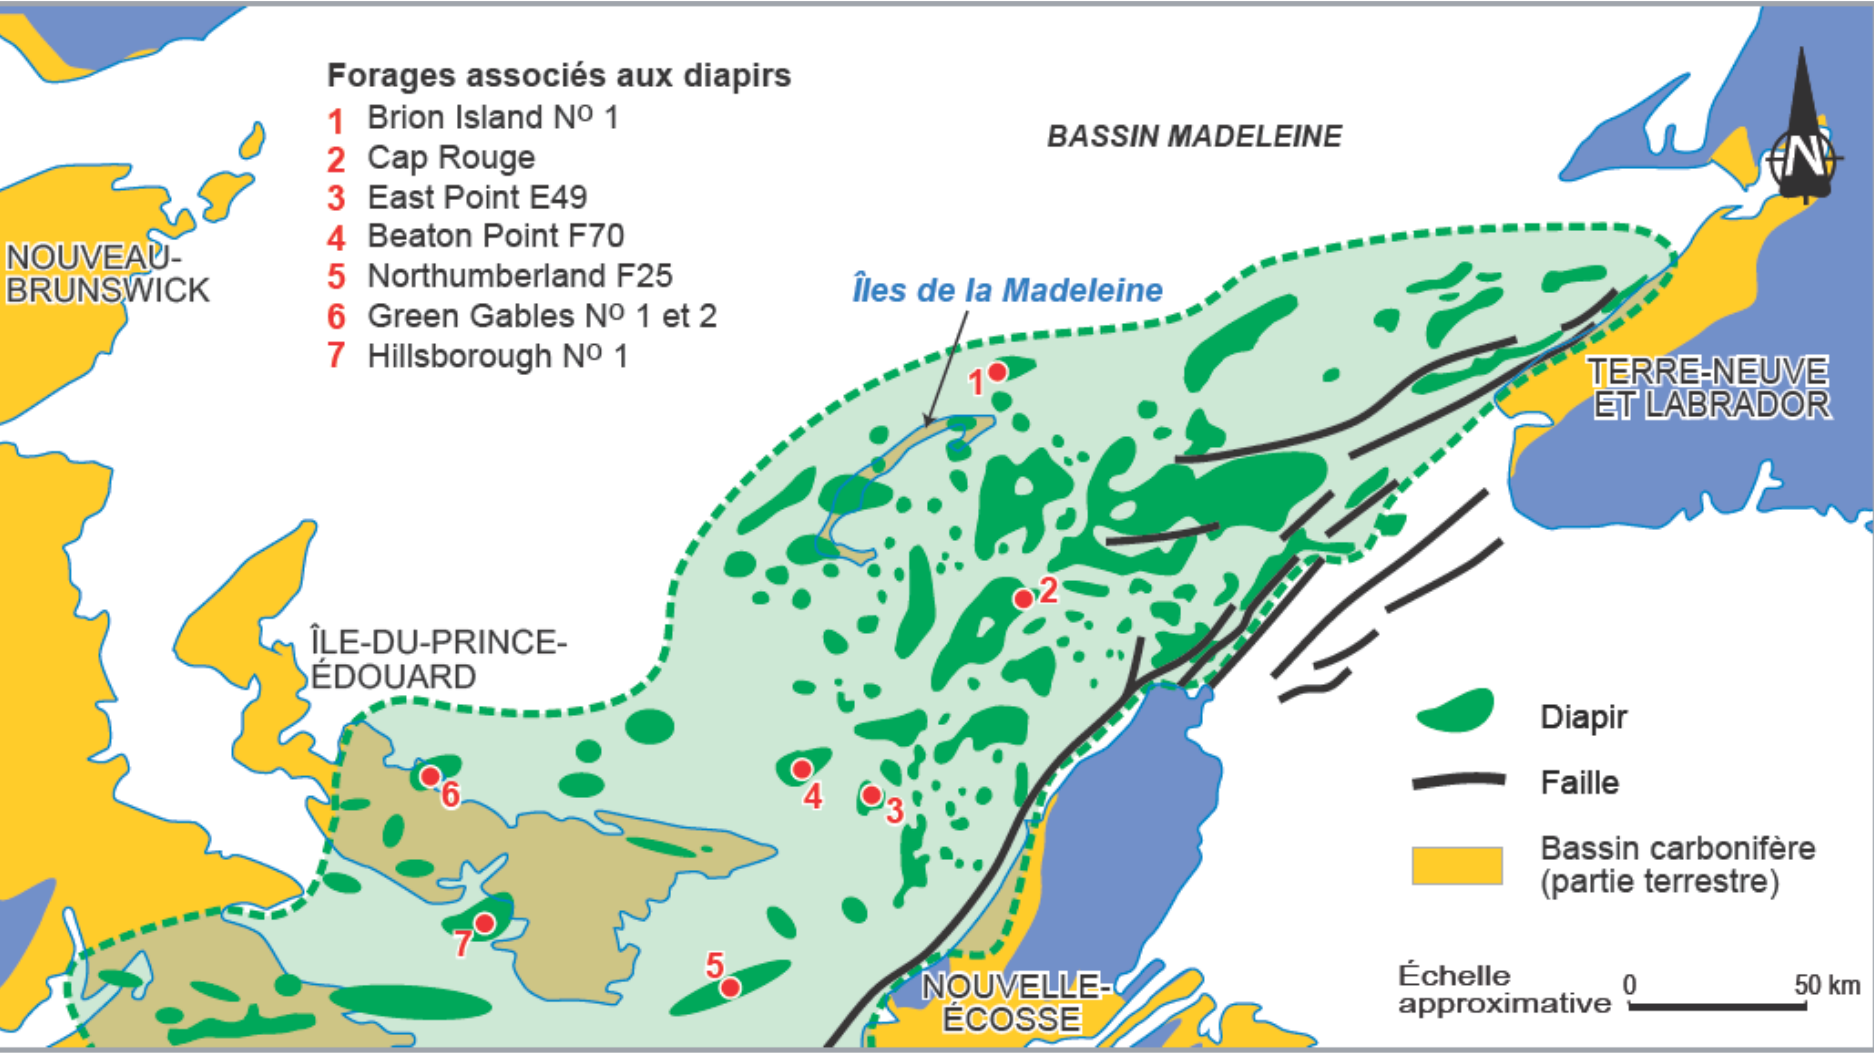 Forages associés aux diapirs
1 Brion Island Nº 1
2 Cap Rouge
3 East Point E49
4 Beaton Point F70
5 Northumberland F25
6 Green Gables Nº 1 et 2
7 Hillsborough Nº 1
BASSIN MADELEINE
N
NOUVEAU-
BRUNSWICK
Îles de la Madeleine
1
TERRE-NEUVE
ET LABRADOR
2
ÎLE-DU-PRINCE-
ÉDOUARD
6
4
3
7
5
NOUVELLE-
ÉCOSSE
Diapir
Faille
Bassin carbonifère
(partie terrestre)
Échelle
approximative
0 50 km